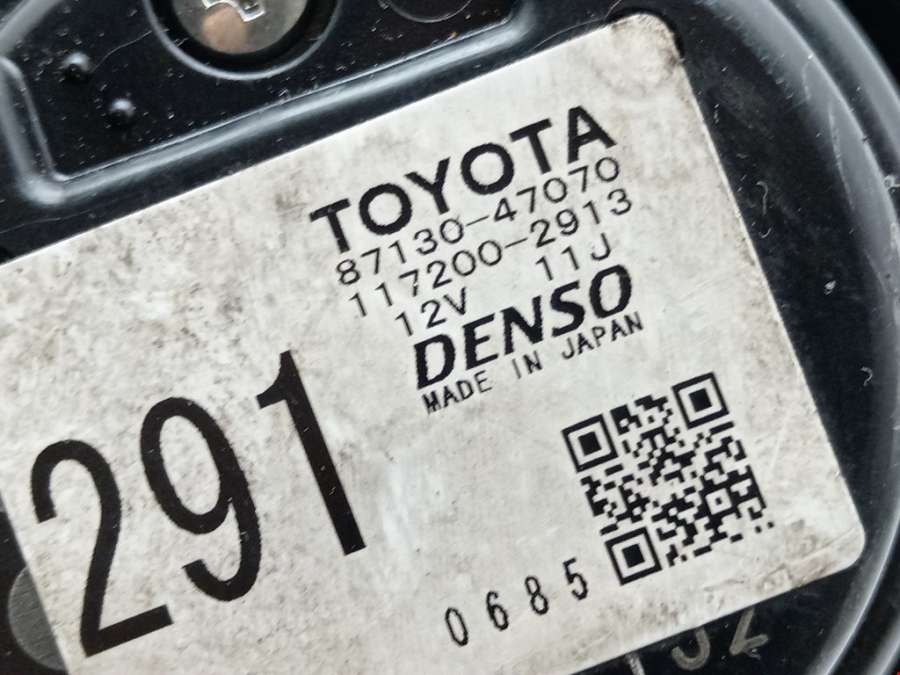 TOYOTA
87130-47070
117200-2913
12V 11J
DENSO
MADE IN JAPAN
291
0685